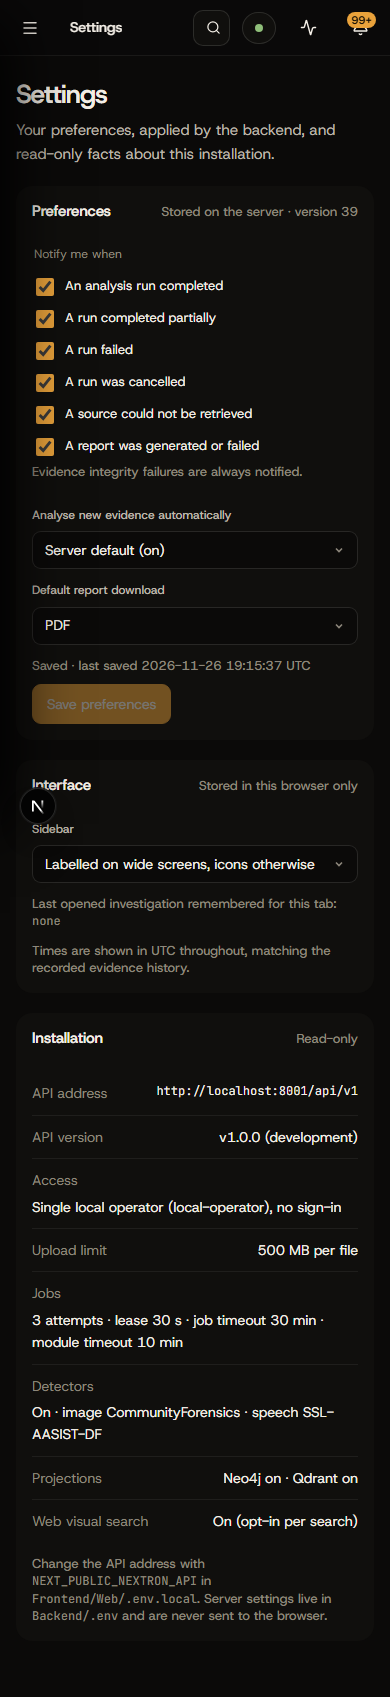 Settings
99+
Settings
Your preferences, applied by the backend, and
read-only facts about this installation.
Preferences
Stored on the server · version 39
Notify me when
An analysis run completed
A run completed partially
A run failed
A run was cancelled
A source could not be retrieved
A report was generated or failed
Evidence integrity failures are always notified.
Analyse new evidence automatically
Server default (on)
Default report download
PDF
Saved · last saved 2026-11-26 19:15:37 UTC
Save preferences
Interface
Stored in this browser only
N
Sidebar
Labelled on wide screens, icons otherwise
Last opened investigation remembered for this tab:
none
Times are shown in UTC throughout, matching the
recorded evidence history.
Installation
Read-only
API address
http://localhost:8001/api/v1
API version
v1.0.0 (development)
Access
Single local operator (local-operator), no sign-in
Upload limit
500 MB per file
Jobs
3 attempts · lease 30 s · job timeout 30 min ·
module timeout 10 min
Detectors
On · image CommunityForensics · speech SSL-
AASIST-DF
Projections
Neo4j on · Qdrant on
Web visual search
On (opt-in per search)
Change the API address with
NEXT_PUBLIC_NEXTRON_API in
Frontend/Web/.env.local. Server settings live in
Backend/.env and are never sent to the browser.